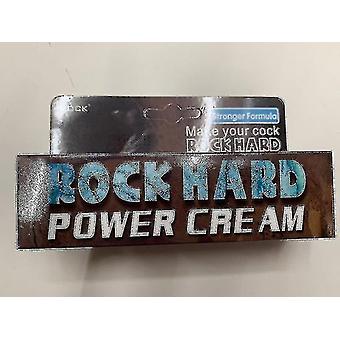 OCK
Stronger Formula
Make your cock
ROCK HARD
ROCK HARD
POWER CREAM